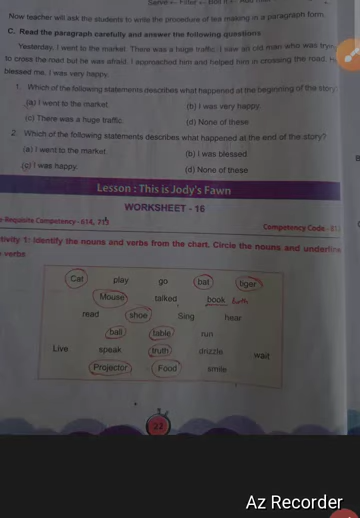 Now teacher will ask the students to write the procedure of tea making in a paragraph form.
C. Read the paragraph carefully and answer the following questions
Yesterday, I went to the market. There was a huge traffic. I saw an old man who was
to cross the road but he was afraid. I approached him and helped him in crossing the road.
blessed me. I was very happy.
1. Which of the following statements describes what happened at the beginning of the story
(a) I went to the market. (b) I was very happy.
(c) There was a huge traffic. (d) None of these
2. Which of the following statements describes what happened at the end of the story?
(a) I went to the market. (b) I was blessed.
(c) I was happy. (d) None of these
Lesson : This is Jody's Fawn
WORKSHEET - 16
Requisite Competency - 614, 713 Competency Code -
1: Identify the nouns and verbs from the chart. Circle the nouns and underline
verbs.
Cat play go bat tiger
Mouse talked book both
read shoe Sing hear
ball table run
Live speak truth drizzle wait
Projector Food smile
22
Az Recorder